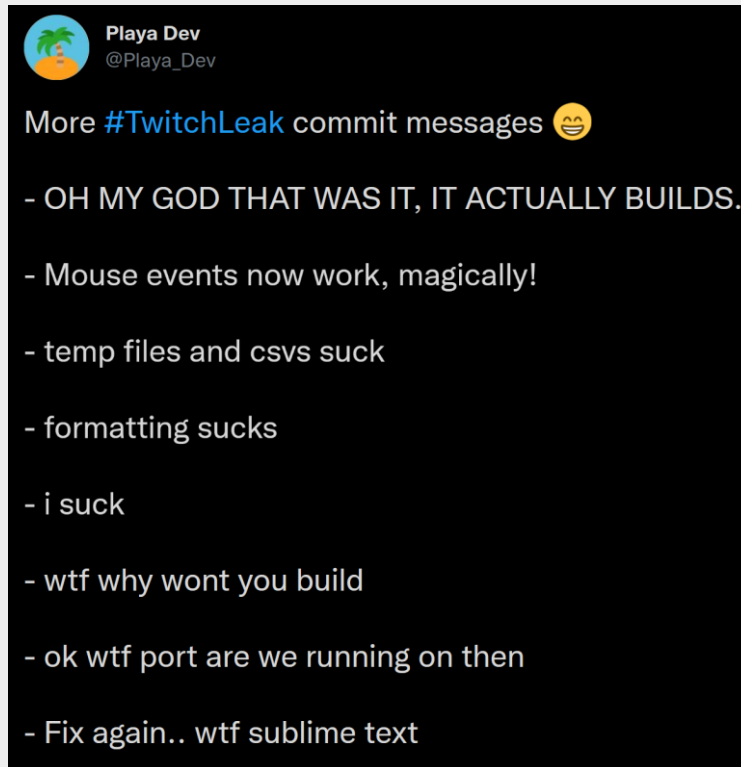 Playa Dev
@Playa_Dev
More #TwitchLeak commit messages 😁
- OH MY GOD THAT WAS IT, IT ACTUALLY BUILDS.
- Mouse events now work, magically!
- temp files and csvs suck
- formatting sucks
- i suck
- wtf why wont you build
- ok wtf port are we running on then
- Fix again.. wtf sublime text